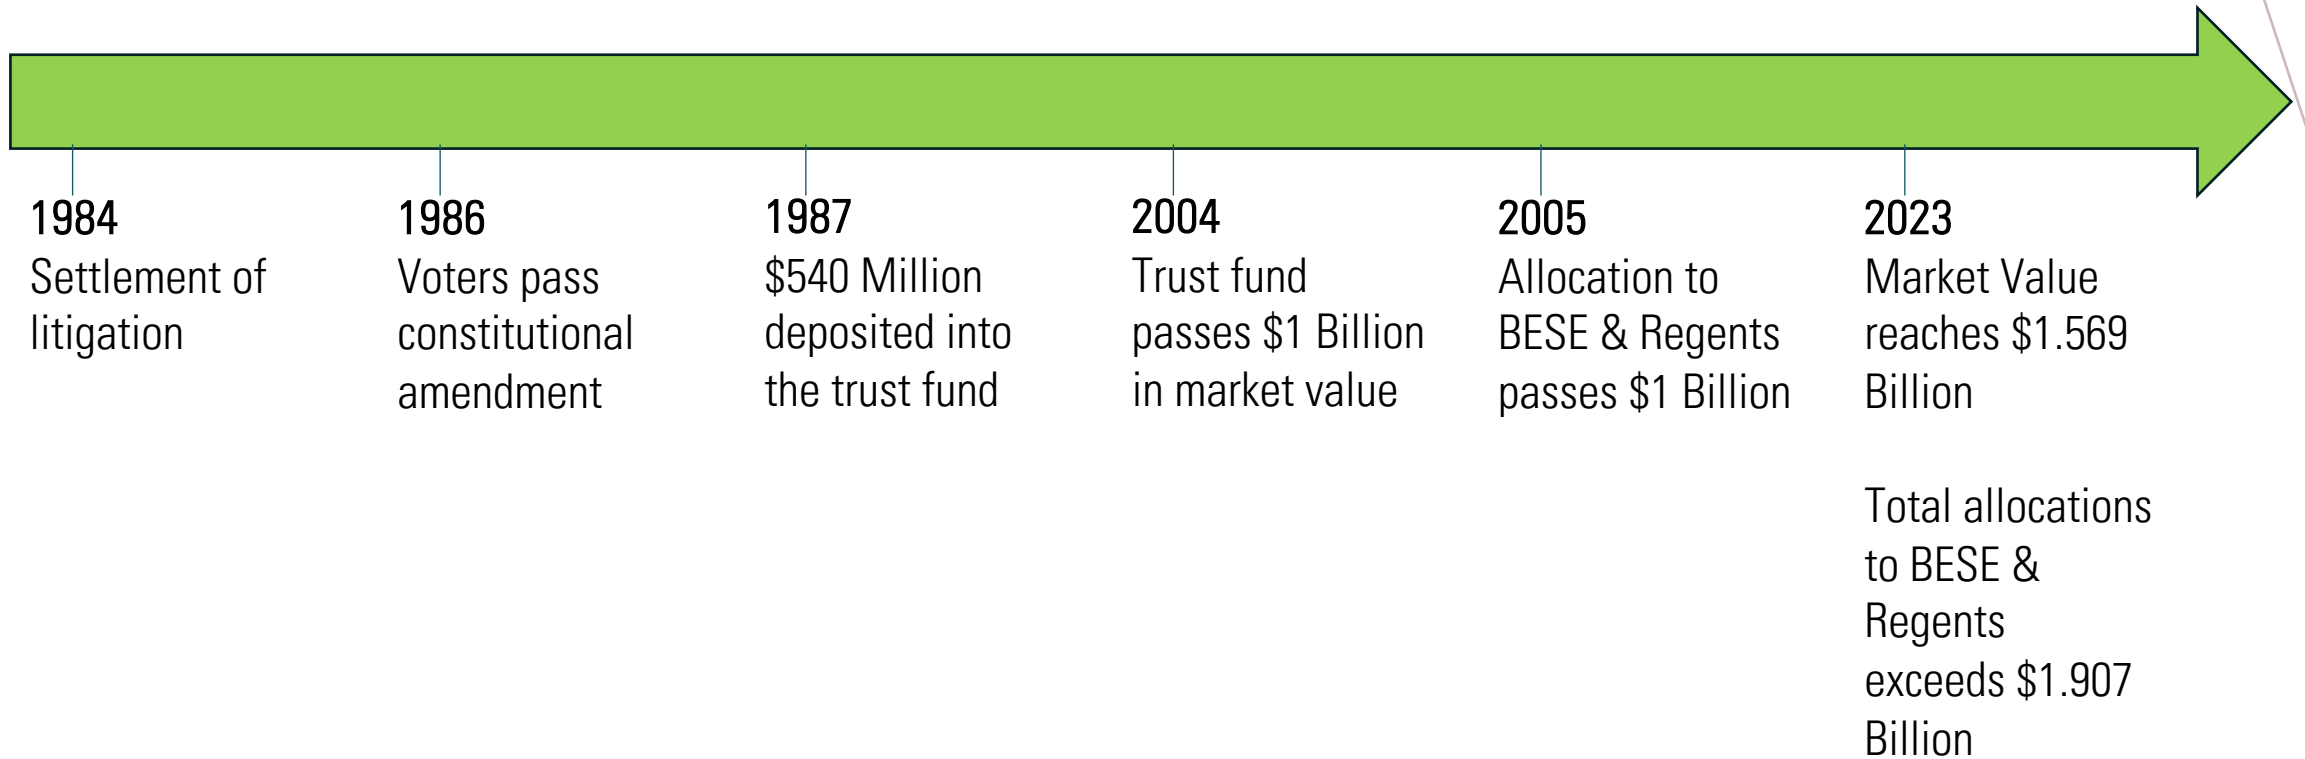 1984
Settlement of
litigation
1986
Voters pass
constitutional
amendment
1987
$540 Million
deposited into
the trust fund
2004
Trust fund
passes $1 Billion
in market value
2005
Allocation to
BESE & Regents
passes $1 Billion
2023
Market Value
reaches $1.569
Billion
Total allocations
to BESE &
Regents
exceeds $1.907
Billion